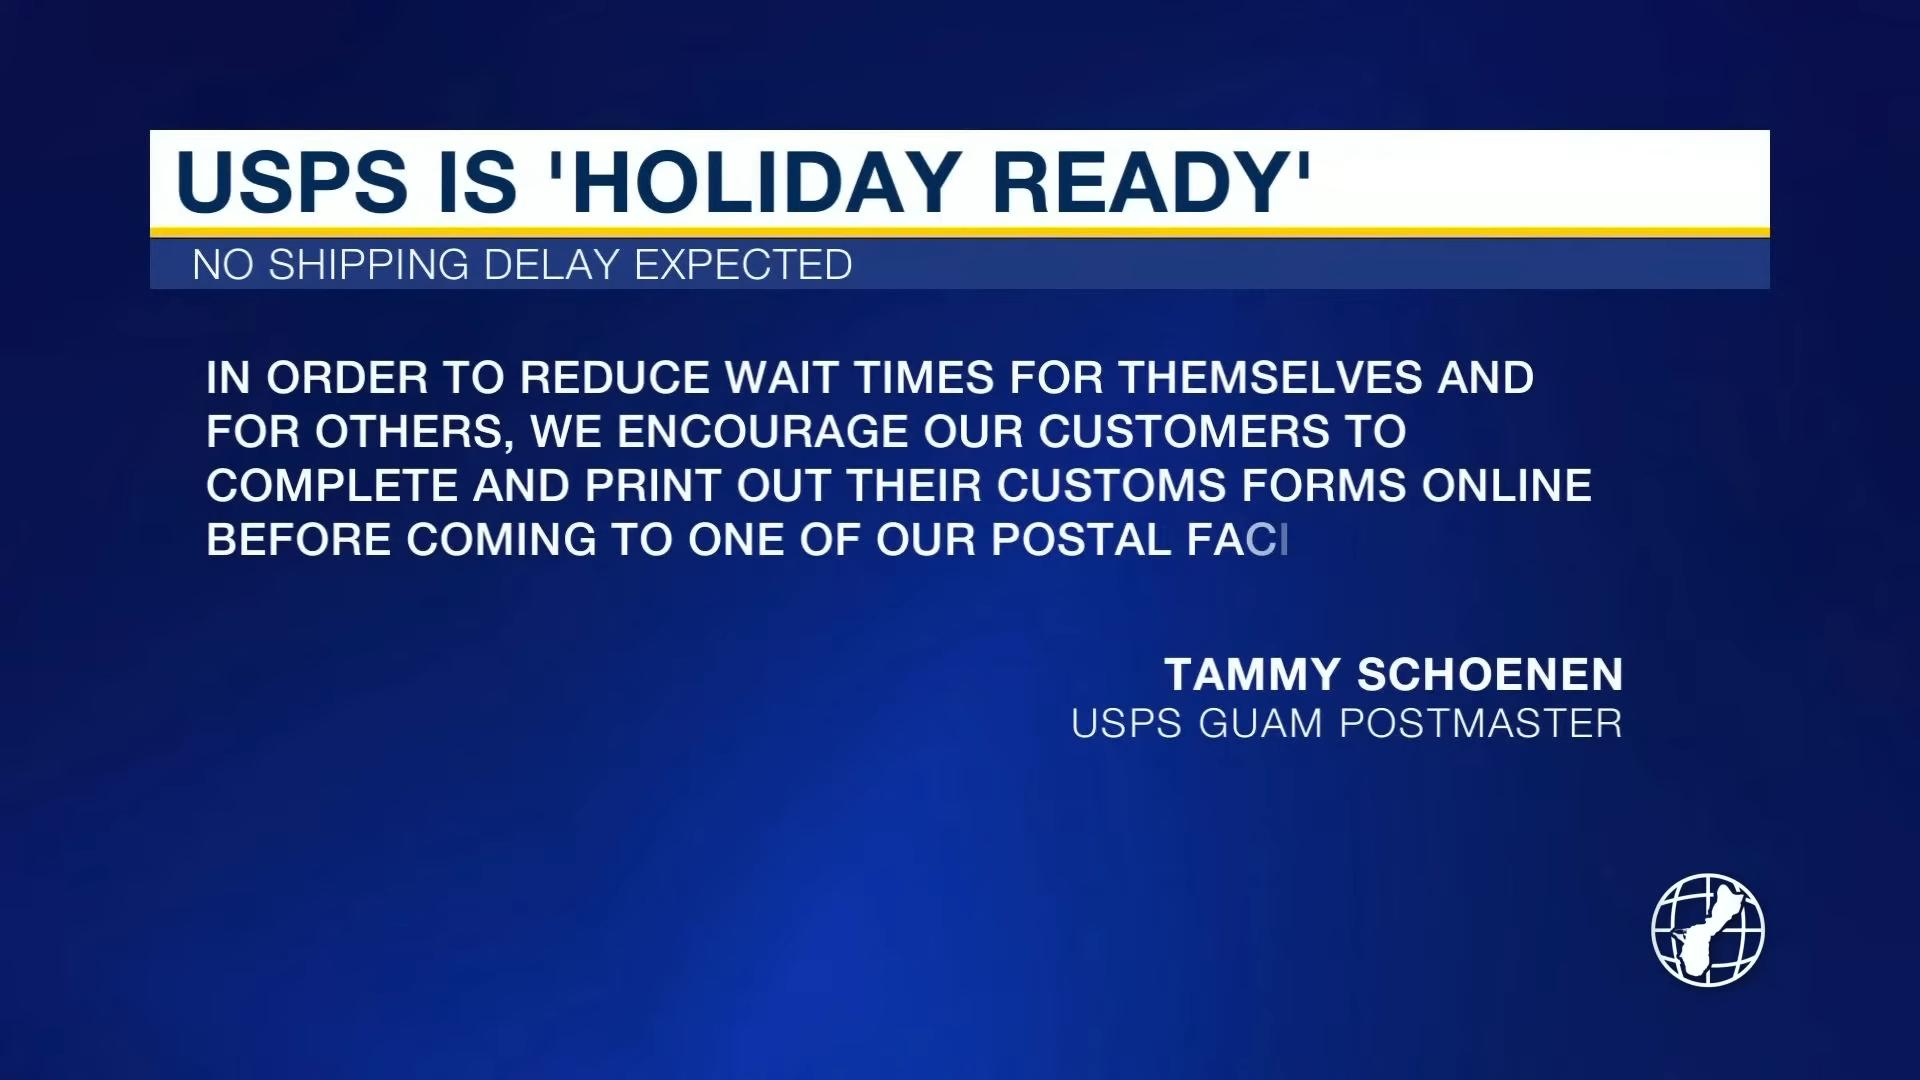 USPS IS 'HOLIDAY READY'
NO SHIPPING DELAY EXPECTED
IN ORDER TO REDUCE WAIT TIMES FOR THEMSELVES AND
FOR OTHERS, WE ENCOURAGE OUR CUSTOMERS TO
COMPLETE AND PRINT OUT THEIR CUSTOMS FORMS ONLINE
BEFORE COMING TO ONE OF OUR POSTAL FACI
TAMMY SCHOENEN
USPS GUAM POSTMASTER